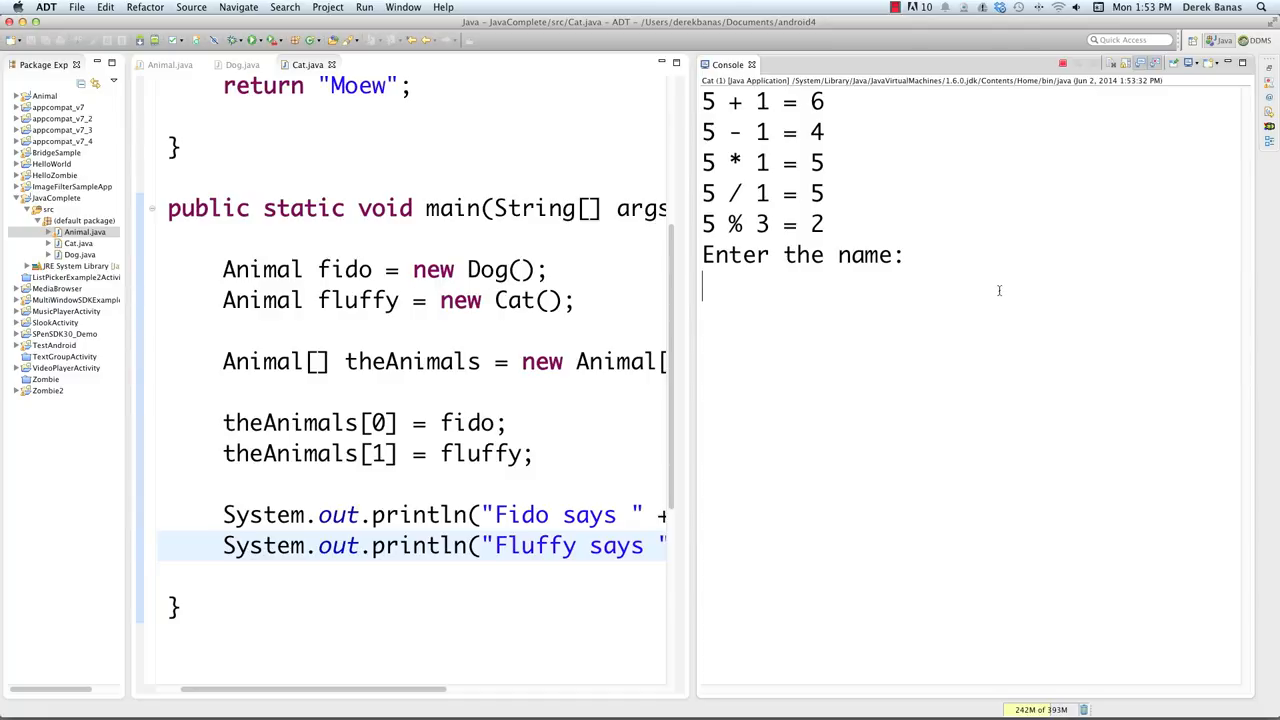 ADT File Edit Refactor Source Navigate Search Project Run Window Help 10 Mon 1:53 PM Derek Banas
Java - JavaComplete/src/Cat.java - ADT - /Users/derekbanas/Documents/android4
Quick Access Java DDMS
Package Exp
Animal
appcompat_v7
appcompat_v7_2
appcompat_v7_3
appcompat_v7_4
BridgeSample
HelloWorld
HelloZombie
ImageFilterSampleApp
JavaComplete
src
(default package)
Animal.java
Cat.java
Dog.java
JRE System Library [Ja
ListPickerExample2Activi
MediaBrowser
MultiWindowSDKExample
MusicPlayerActivity
SlookActivity
SPenSDK30_Demo
TestAndroid
TextGroupActivity
VideoPlayerActivity
Zombie
Zombie2
Animal.java Dog.java Cat.java
return "Moew";
}
public static void main(String[] args
Animal fido = new Dog();
Animal fluffy = new Cat();
Animal[] theAnimals = new Animal[
theAnimals[0] = fido;
theAnimals[1] = fluffy;
System.out.println("Fido says " +
System.out.println("Fluffy says "
}
Console
Cat (1) [Java Application] /System/Library/Java/JavaVirtualMachines/1.6.0.jdk/Contents/Home/bin/java (Jun 2, 2014 1:53:32 PM)
5 + 1 = 6
5 - 1 = 4
5 * 1 = 5
5 / 1 = 5
5 % 3 = 2
Enter the name:
242M of 393M